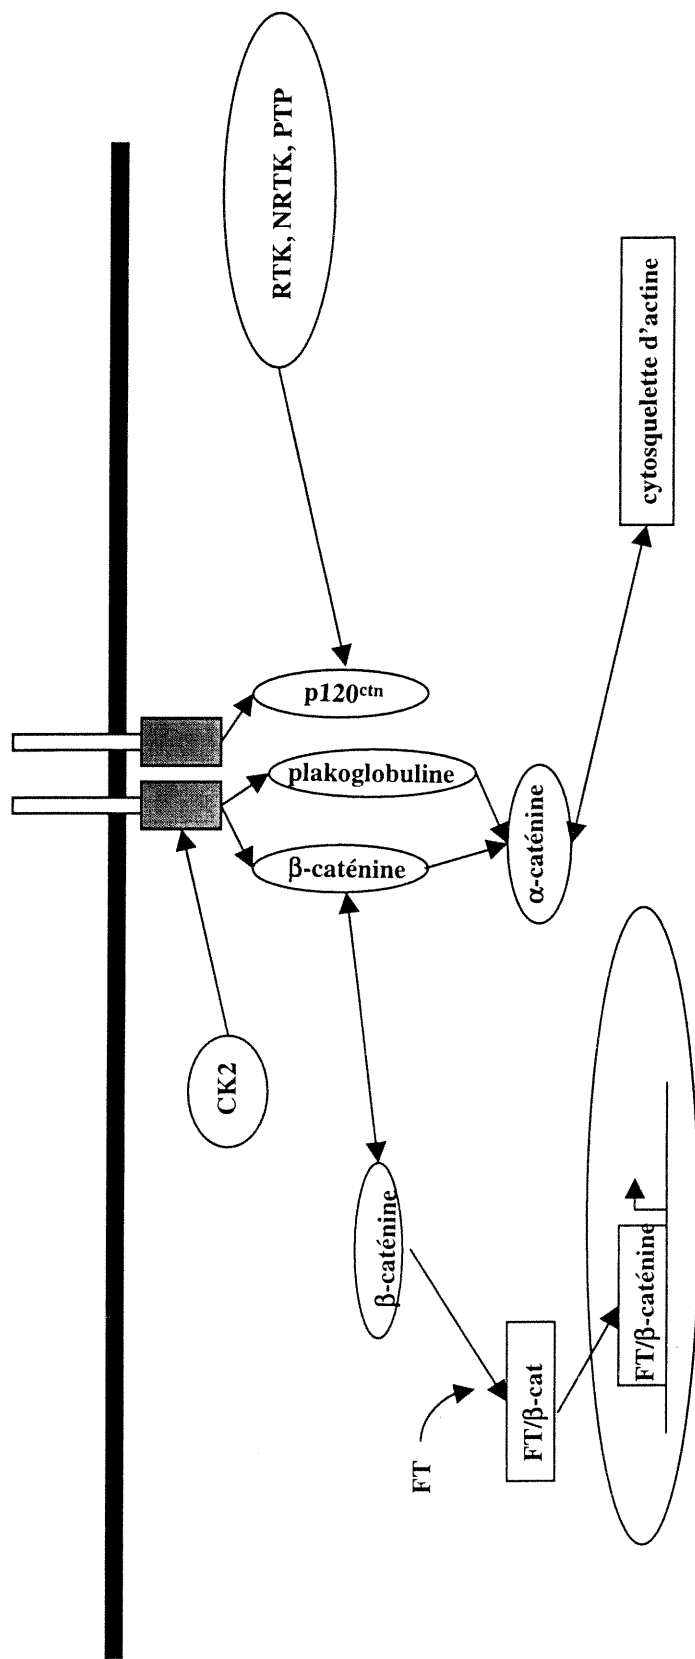 RTK, NRTK, PTP
p120ctn
plakoglobuline
β-caténine
CK2
α-caténine
cytosquelette d'actine
β-caténine
FT
FT/β-cat
FT/β-caténine